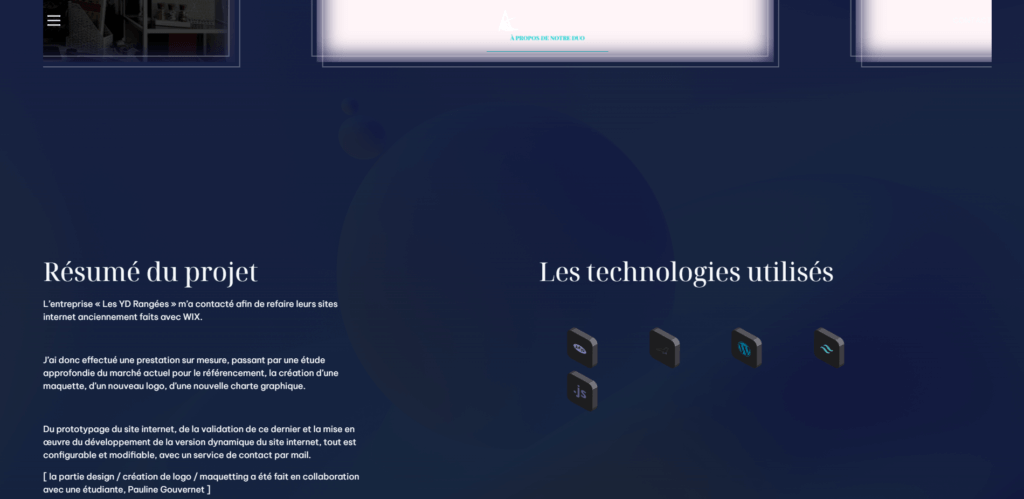 À PROPOS DE NOTRE DUO
Résumé du projet
L'entreprise « Les YD Rangées » m'a contacté afin de refaire leurs sites
internet anciennement faits avec WIX.
J'ai donc effectué une prestation sur mesure, passant par une étude
approfondie du marché actuel pour le référencement, la création d'une
maquette, d'un nouveau logo, d'une nouvelle charte graphique.
Du prototypage du site internet, de la validation de ce dernier et la mise en
œuvre du développement de la version dynamique du site internet, tout est
configurable et modifiable, avec un service de contact par mail.
[ la partie design / création de logo / maquetting a été fait en collaboration
avec une étudiante, Pauline Gouvernet ]
Les technologies utilisés
php
.js